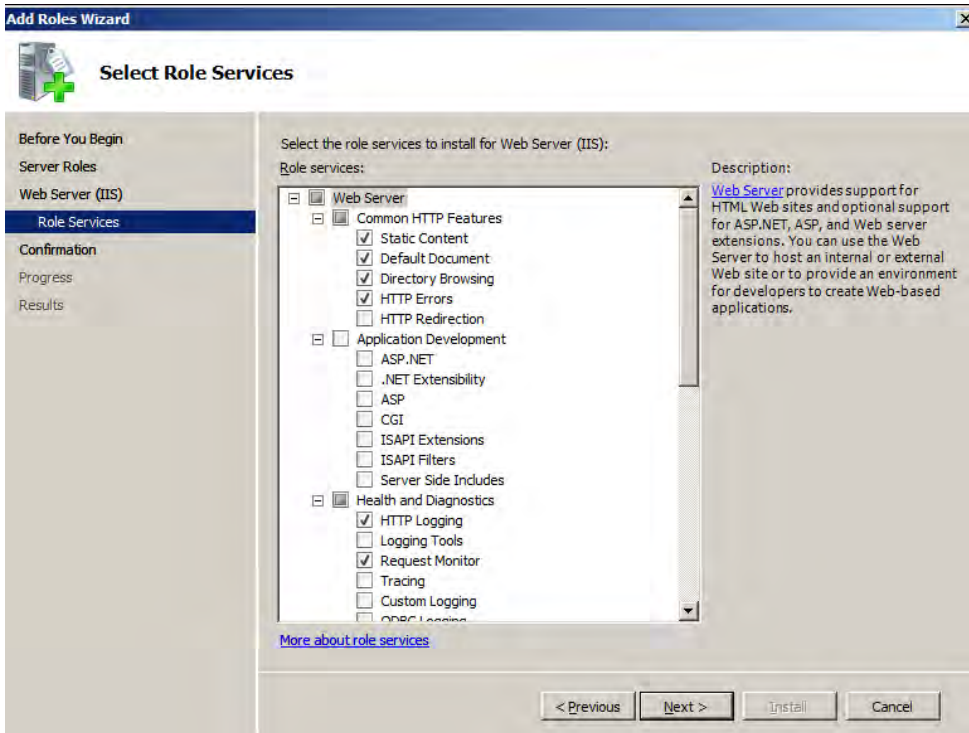 Add Roles Wizard
Select Role Services
Before You Begin
Server Roles
Web Server (IIS)
Role Services
Confirmation
Progress
Results
Select the role services to install for Web Server (IIS):
Role services:
Web Server
Common HTTP Features
Static Content
Default Document
Directory Browsing
HTTP Errors
HTTP Redirection
Application Development
ASP.NET
.NET Extensibility
ASP
CGI
ISAPI Extensions
ISAPI Filters
Server Side Includes
Health and Diagnostics
HTTP Logging
Logging Tools
Request Monitor
Tracing
Custom Logging
ODBC Logging
More about role services
Description:
Web Server provides support for
HTML Web sites and optional support
for ASP.NET, ASP, and Web server
extensions. You can use the Web
Server to host an internal or external
Web site or to provide an environment
for developers to create Web-based
applications.
< Previous
Next >
Install
Cancel